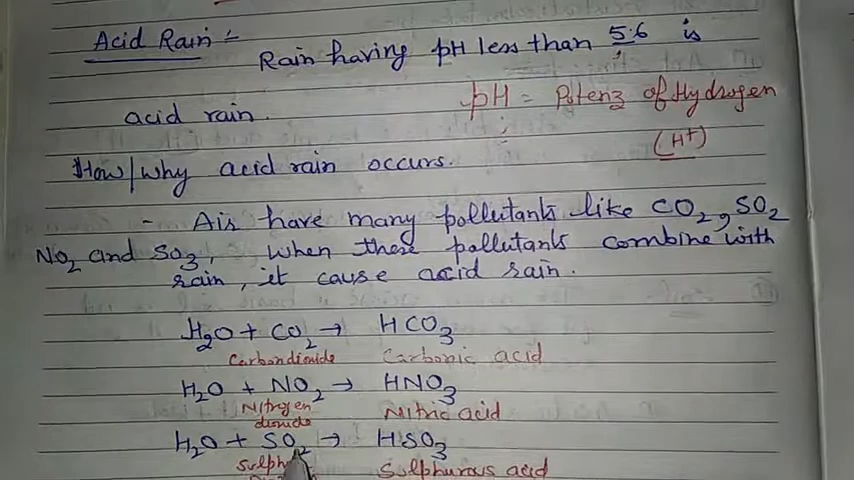 Acid Rain :-
Rain having pH less than 5.6 is
acid rain.
pH = Potenz of Hydrogen
(H+)
How/why acid rain occurs.
- Air have many pollutants like CO2, SO2
NO2 and SO3, when these pollutants combine with
rain, it cause acid rain.
H2O + CO2 → HCO3
Carbondioxide Carbonic acid
H2O + NO2 → HNO3
Nitrogen dioxide Nitric acid
H2O + SO2 → HSO3
Sulphurous acid